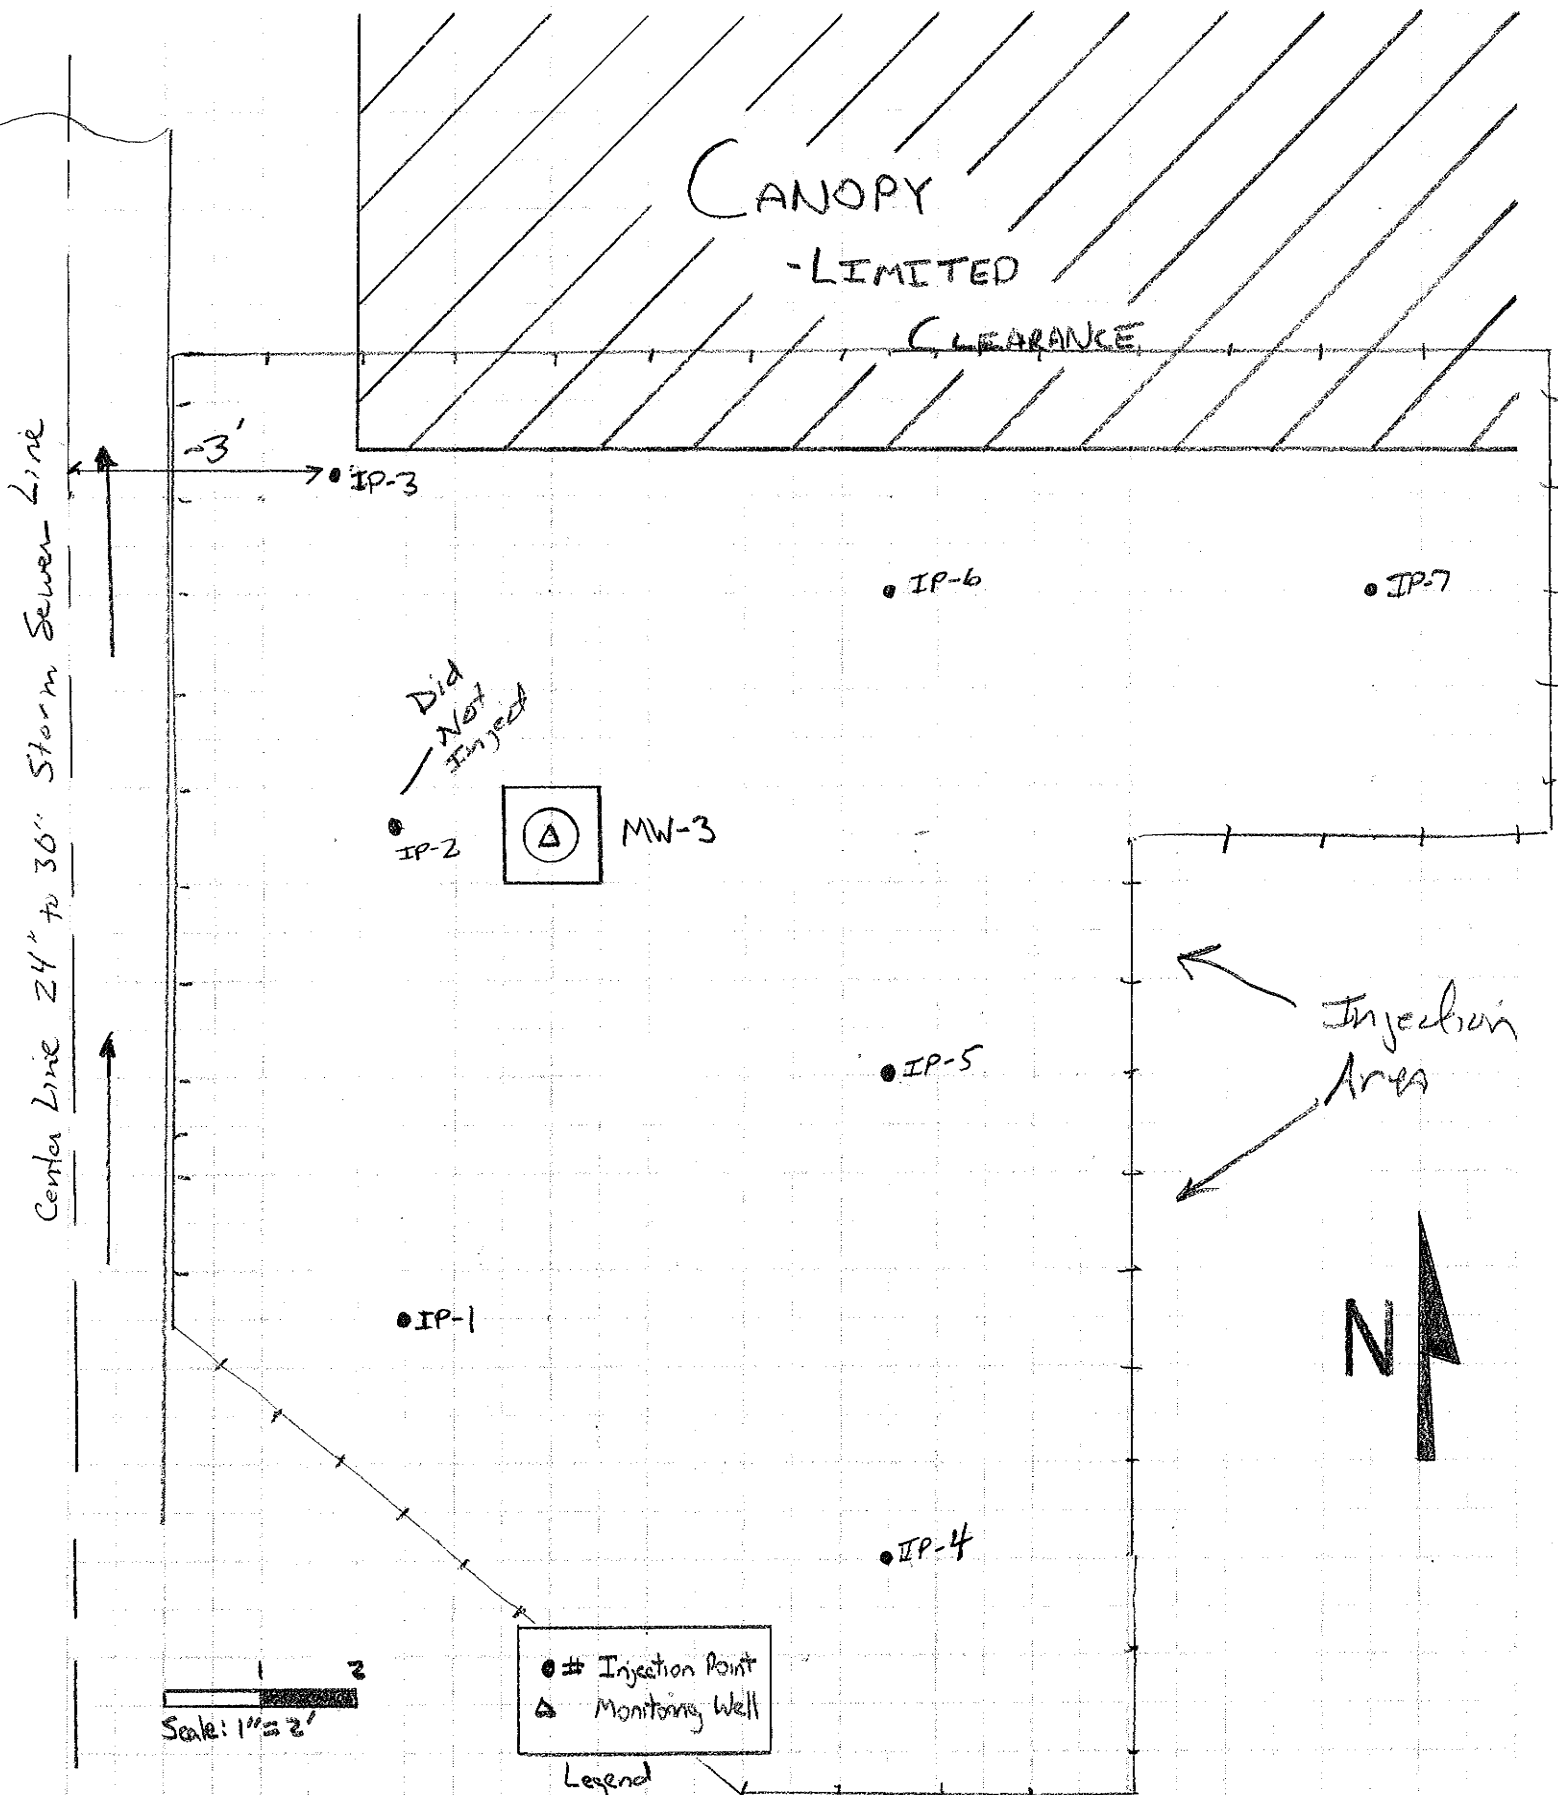 CANOPY
-LIMITED
CLEARANCE
~3'
IP-3
Center Line 24" to 30" Storm Sewer Line
IP-6
IP-7
Did
Not
Inject
IP-2
MW-3
Injection
Area
IP-5
IP-1
N
IP-4
1 2
Scale: 1"=2'
# Injection Point
Monitoring Well
Legend